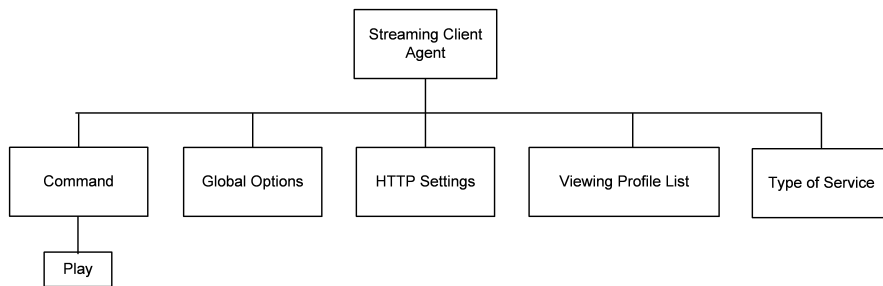 Streaming Client
Agent
Command
Global Options
HTTP Settings
Viewing Profile List
Type of Service
Play